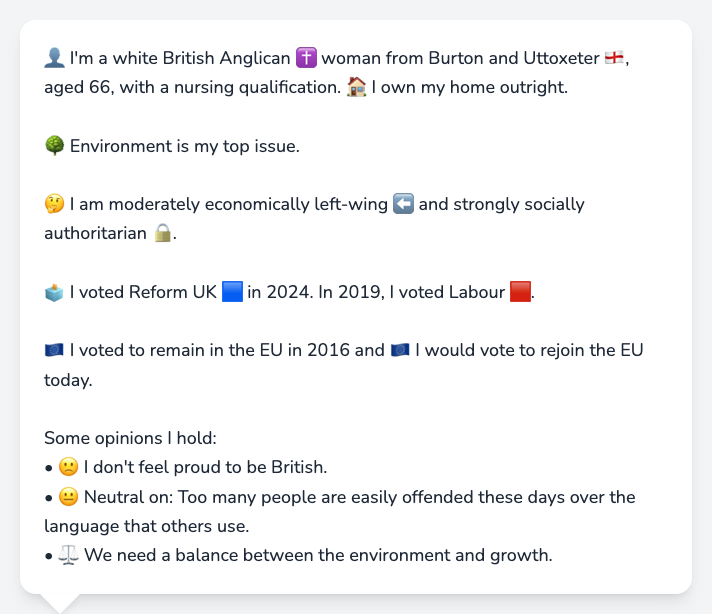 👤 I'm a white British Anglican ✝️ woman from Burton and Uttoxeter 🏴󠁧󠁢󠁥󠁮󠁧󠁿,
aged 66, with a nursing qualification. 🏠 I own my home outright.
🌳 Environment is my top issue.
🤔 I am moderately economically left-wing ⬅️ and strongly socially
authoritarian 🔒.
🗳️ I voted Reform UK 🟦 in 2024. In 2019, I voted Labour 🟥.
🇪🇺 I voted to remain in the EU in 2016 and 🇪🇺 I would vote to rejoin the EU
today.
Some opinions I hold:
• 🙁 I don't feel proud to be British.
• 😐 Neutral on: Too many people are easily offended these days over the
language that others use.
• ⚖️ We need a balance between the environment and growth.